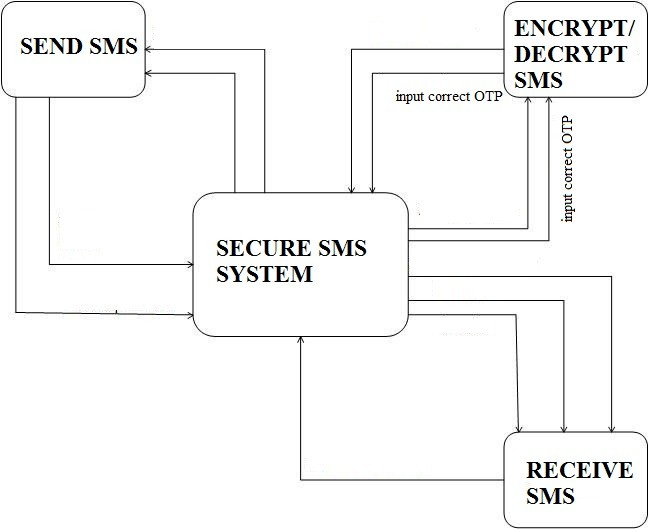 SEND SMS
ENCRYPT/
DECRYPT
SMS
input correct OTP
input correct OTP
SECURE SMS
SYSTEM
RECEIVE
SMS